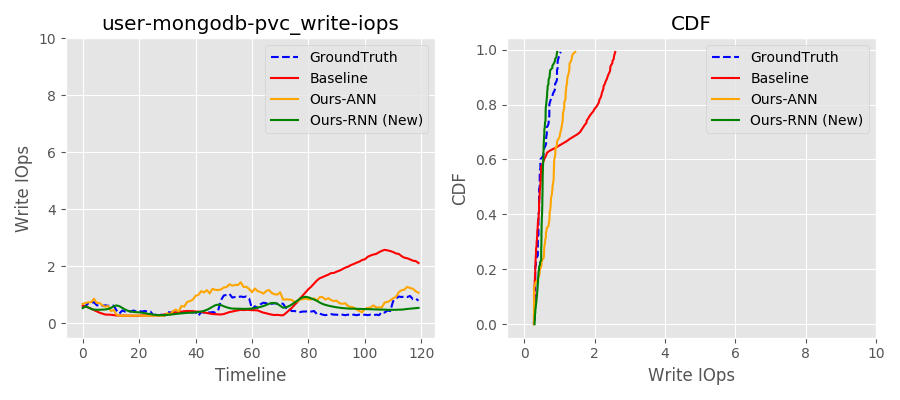 user-mongodb-pvc_write-iops
Write IOps
10
8
6
4
2
0
0 20 40 60 80 100 120
Timeline
GroundTruth
Baseline
Ours-ANN
Ours-RNN (New)
CDF
CDF
1.0
0.8
0.6
0.4
0.2
0.0
0 2 4 6 8 10
Write IOps
GroundTruth
Baseline
Ours-ANN
Ours-RNN (New)